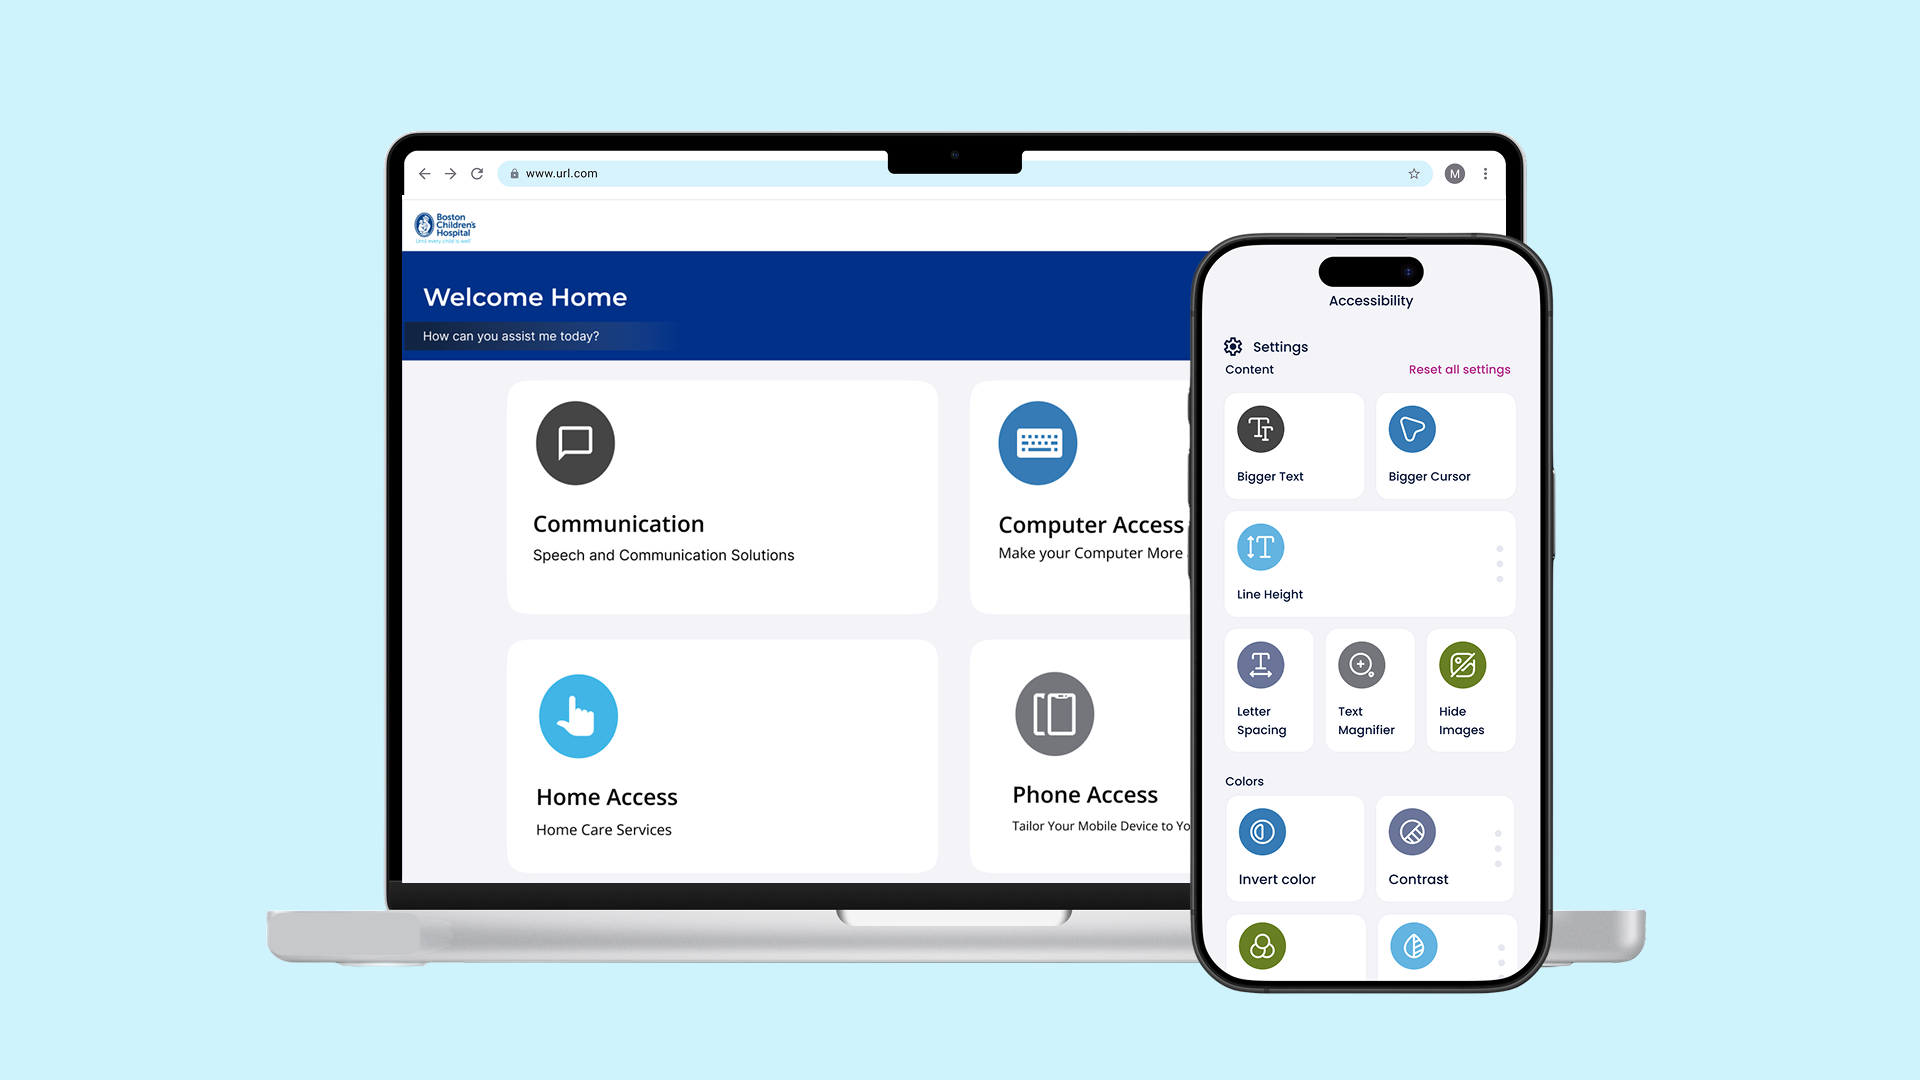 www.url.com
M
Boston
Children's
Hospital
Until every child is well
Welcome Home
How can you assist me today?
Communication
Speech and Communication Solutions
Computer Access
Make your Computer More
Home Access
Home Care Services
Phone Access
Tailor Your Mobile Device to Yo
Accessibility
Settings
Content
Reset all settings
Bigger Text
Bigger Cursor
Line Height
Letter
Spacing
Text
Magnifier
Hide
Images
Colors
Invert color
Contrast